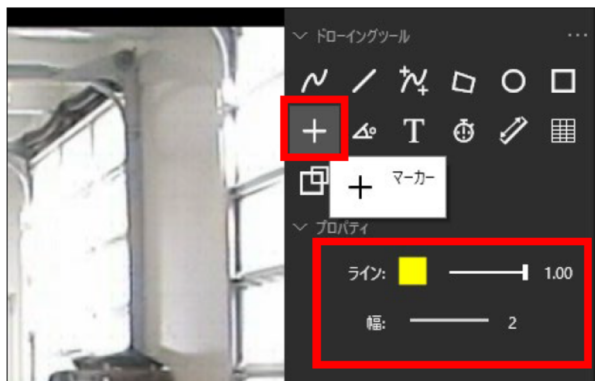 ドローイングツール
T
マーカー
プロパティ
ライン: 1.00
幅: 2